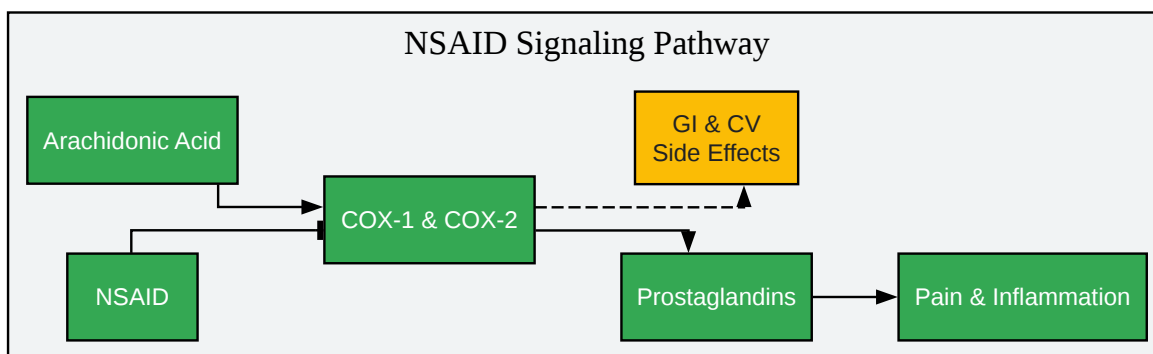 NSAID Signaling Pathway
Arachidonic Acid
GI & CV
Side Effects
COX-1 & COX-2
NSAID
Prostaglandins
Pain & Inflammation